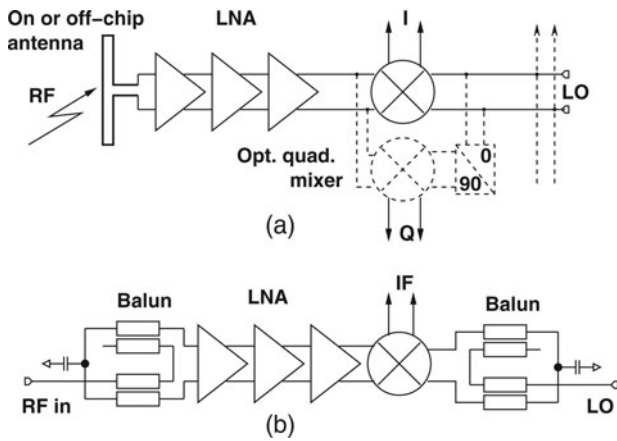 On or off-chip
antenna
LNA
I
RF
LO
Opt. quad.
mixer
0
90
Q
(a)
Balun
LNA
IF
Balun
RF in
LO
(b)